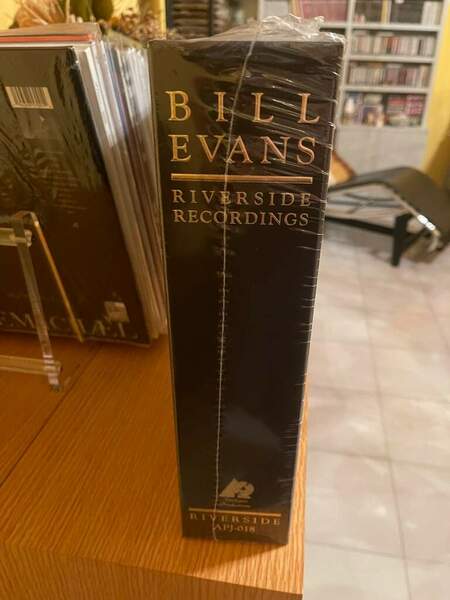 BILL
EVANS
RIVERSIDE
RECORDINGS
RIVERSIDE
APJ-018